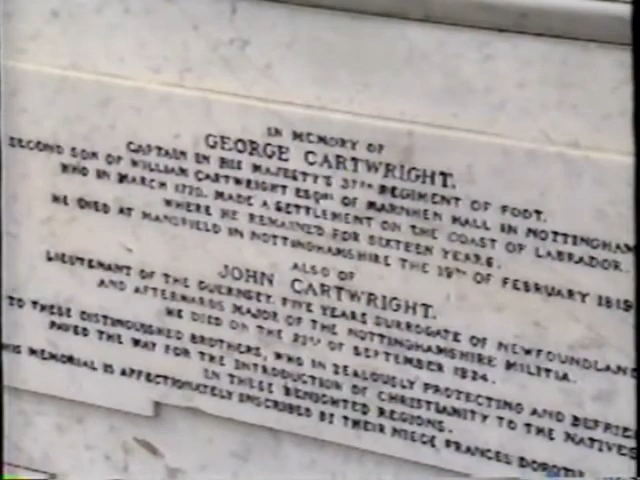 IN MEMORY OF
GEORGE CARTWRIGHT,
CAPTAIN IN HIS MAJESTY'S 37TH REGIMENT OF FOOT.
SECOND SON OF WILLIAM CARTWRIGHT ESQRE OF MARNHEN HALL IN NOTTINGHAM
WHO IN MARCH 1770, MADE A SETTLEMENT ON THE COAST OF LABRADOR,
WHERE HE REMAINED FOR SIXTEEN YEARS.
HE DIED AT MANSFIELD IN NOTTINGHAMSHIRE THE 19TH OF FEBRUARY 1819
ALSO OF
JOHN CARTWRIGHT,
LIEUTENANT OF THE GUERNSEY, FIVE YEARS SURROGATE OF NEWFOUNDLAND
AND AFTERWARDS MAJOR OF THE NOTTINGHAMSHIRE MILITIA.
HE DIED ON THE OF SEPTEMBER 1824.
TO THESE DISTINGUISHED BROTHERS, WHO IN ZEALOUSLY PROTECTING AND BEFRIE
PAVED THE WAY FOR THE INTRODUCTION OF CHRISTIANITY TO THE NATIVES
IN THESE BENIGHTED REGIONS.
HIS MEMORIAL IS AFFECTIONATELY INSCRIBED BY THEIR NIECE FRANCES DOROTH